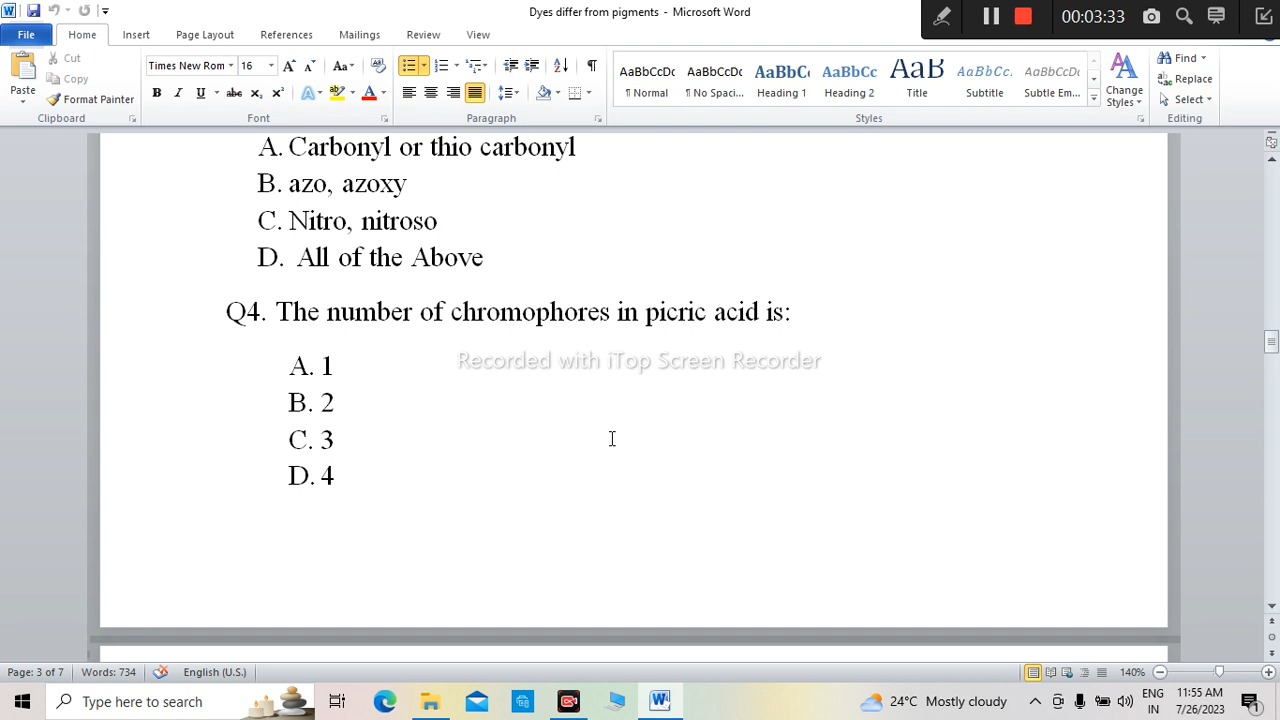 Dyes differ from pigments - Microsoft Word
00:03:33
File Home Insert Page Layout References Mailings Review View
Paste
Cut
Copy
Format Painter
Clipboard
Times New Rom 16
Aa
B I U abc x₂ x² A A
Font
Paragraph
AaBbCcDc AaBbCcDc AaBbC AaBbCc AaB AaBbCc. AaBbCcDc
¶ Normal ¶ No Spaci... Heading 1 Heading 2 Title Subtitle Subtle Em...
Styles
Change Styles
Find
Replace
Select
Editing
A. Carbonyl or thio carbonyl
B. azo, azoxy
C. Nitro, nitroso
D. All of the Above
Q4. The number of chromophores in picric acid is:
Recorded with iTop Screen Recorder
A. 1
B. 2
C. 3
D. 4
Page: 3 of 7 Words: 734 English (U.S.) 140%
Type here to search
24°C Mostly cloudy
ENG IN
11:55 AM
7/26/2023
1